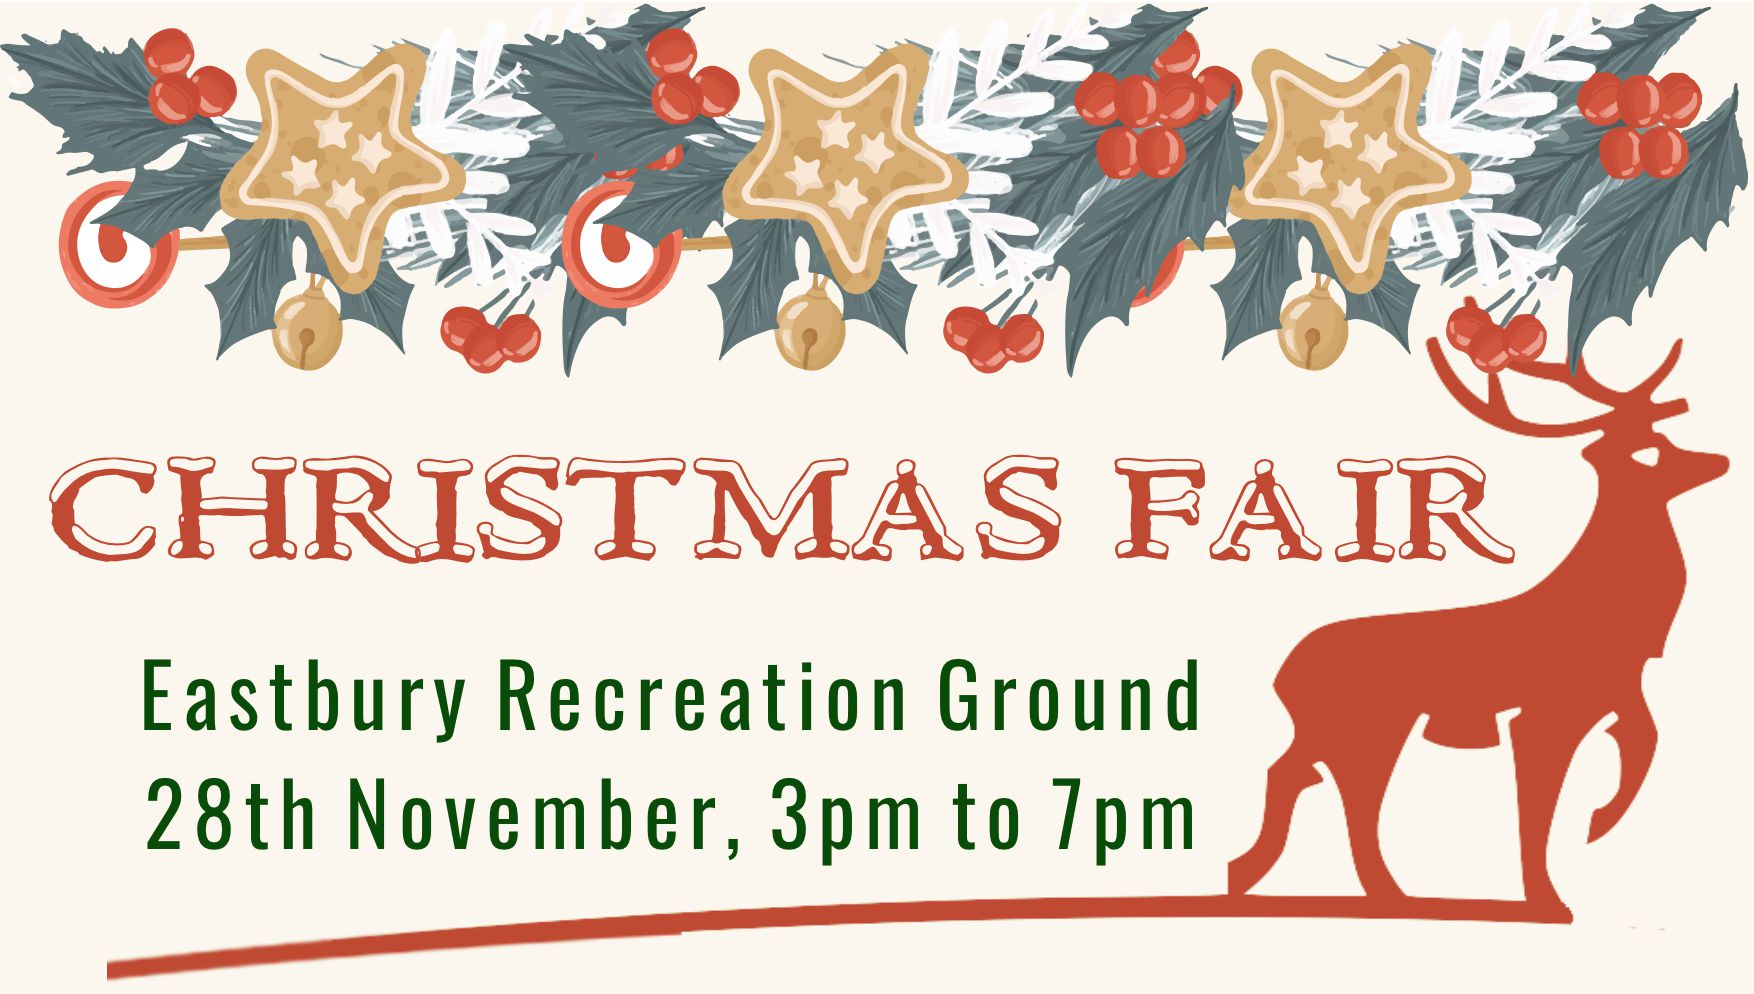 CHRISTMAS FAIR
Eastbury Recreation Ground
28th November, 3pm to 7pm